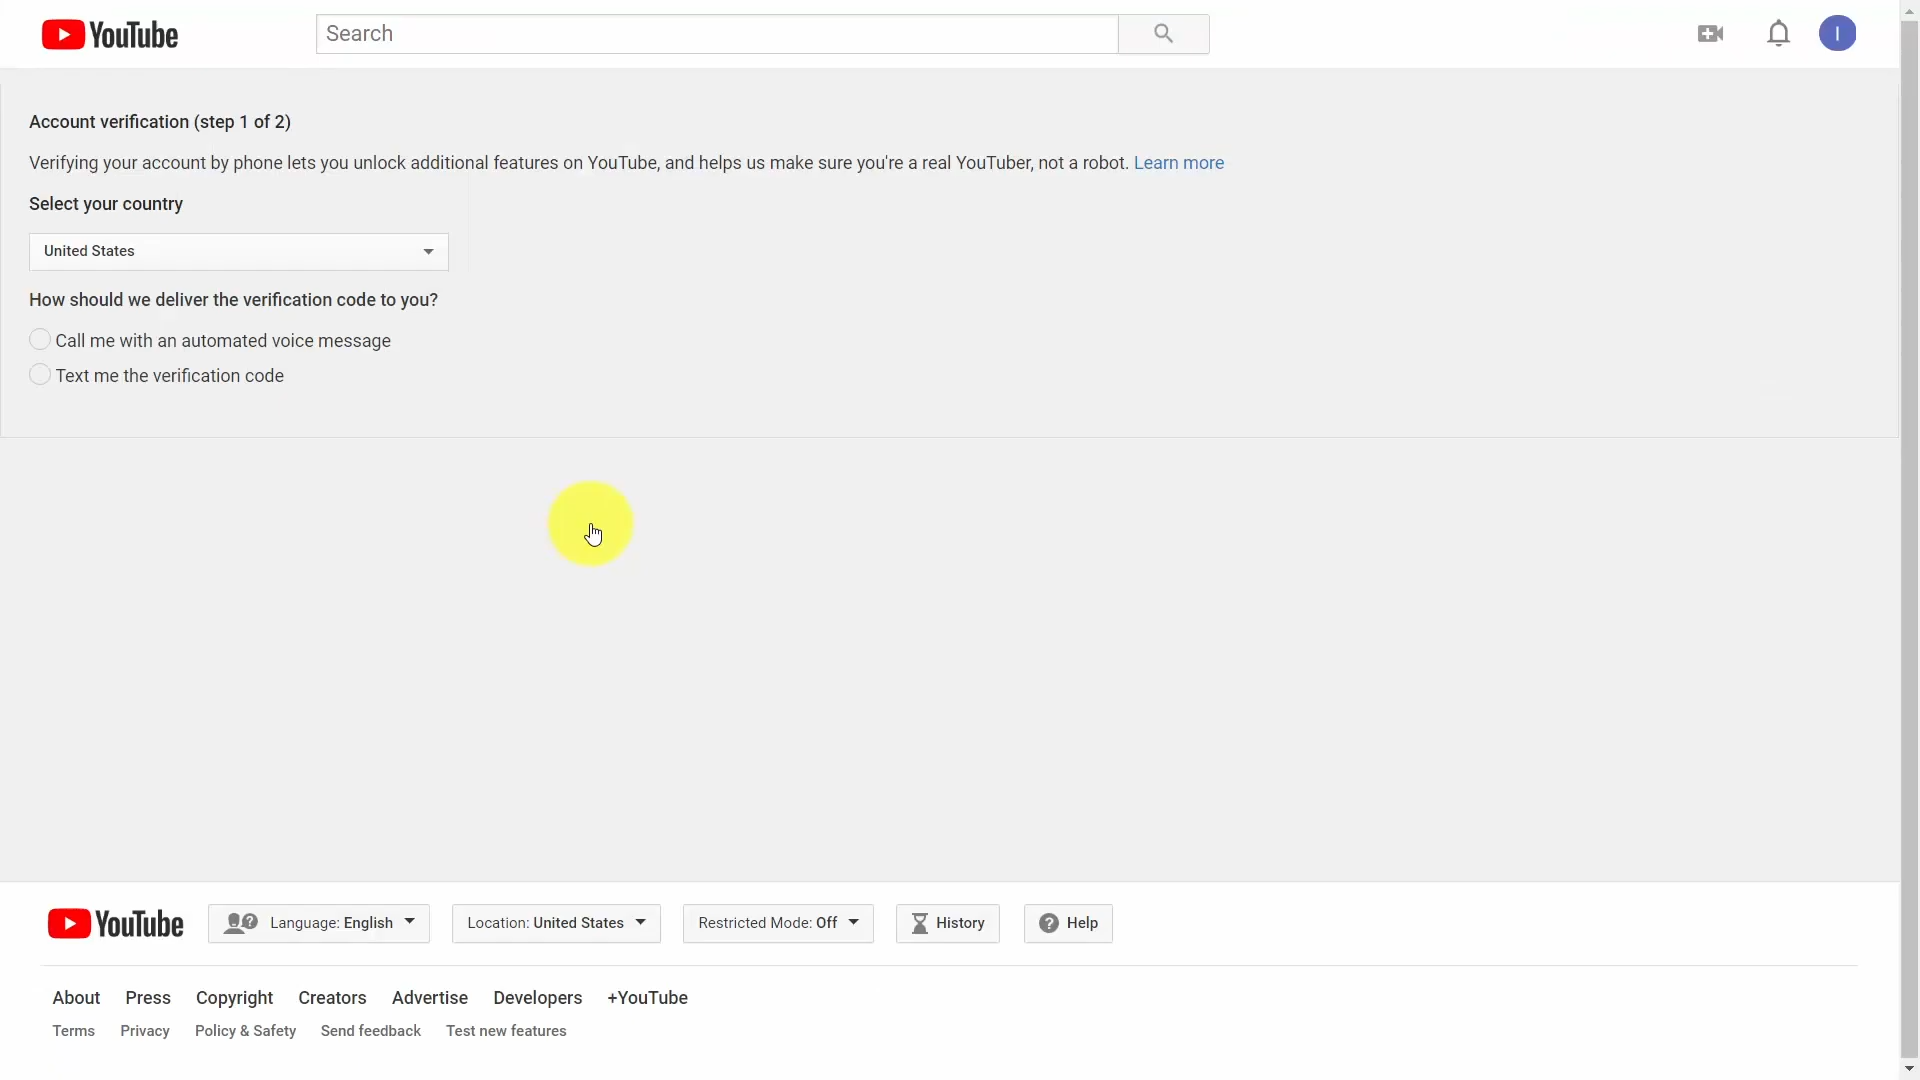 YouTube
Search
I
Account verification (step 1 of 2)
Verifying your account by phone lets you unlock additional features on YouTube, and helps us make sure you're a real YouTuber, not a robot. Learn more
Select your country
United States
How should we deliver the verification code to you?
Call me with an automated voice message
Text me the verification code
YouTube
Language: English
Location: United States
Restricted Mode: Off
History
Help
About Press Copyright Creators Advertise Developers +YouTube
Terms Privacy Policy & Safety Send feedback Test new features